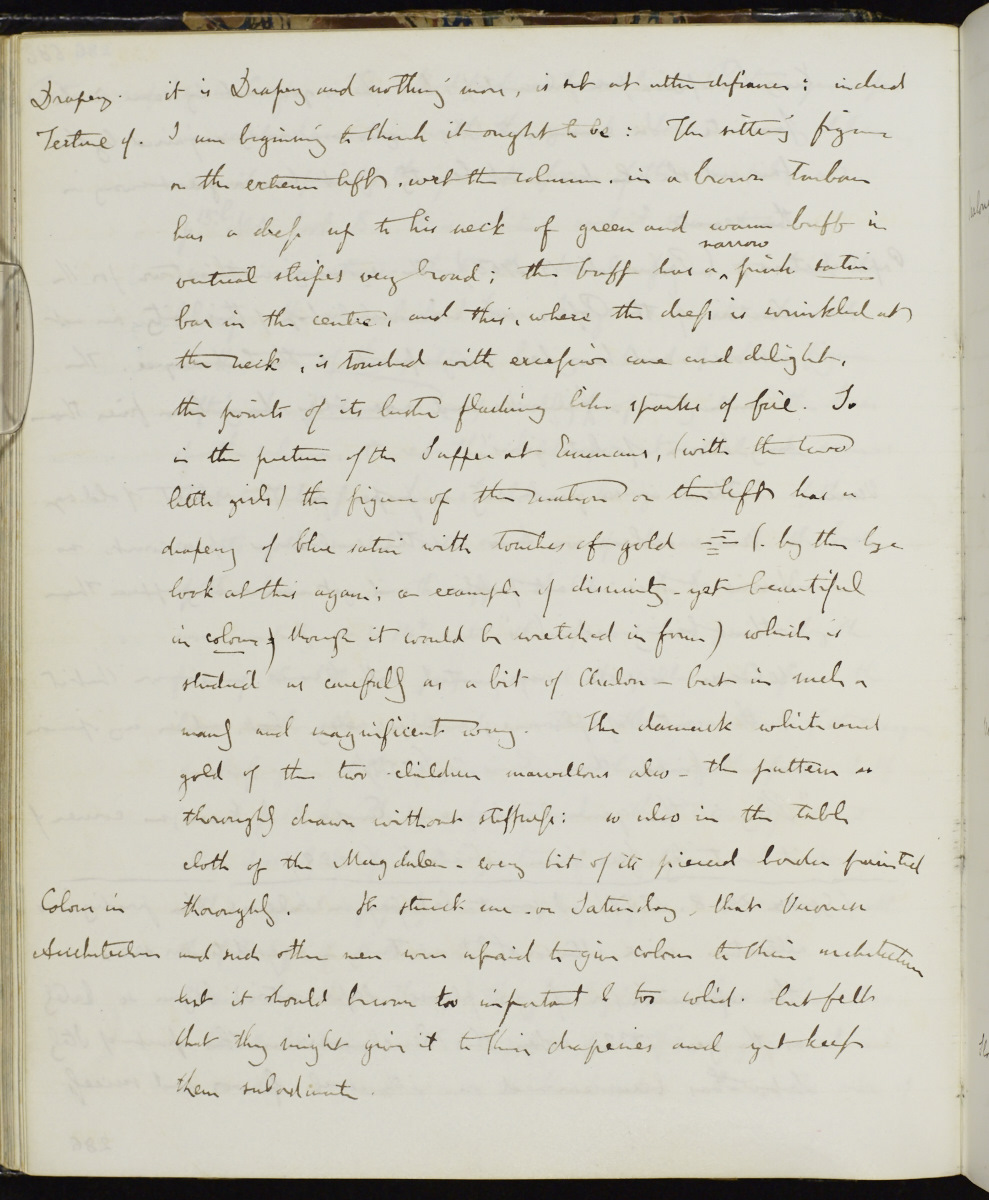 Drapery. it is Drapery and nothing more, is set at utter defiance: indeed
Texture of. I am beginning to think it ought to be: The sitting figure
on the extreme left, next the column, in a brown turban
has a dress up to his neck of green and warm buff in
narrow
vertical stripes very broad; the buff has a ^ pink satin
bar in the centre; and this, where the dress is wrinkled at
the neck, is touched with excessive care and delight,
the points of its lustre flashing like sparks of fire. So
in the picture of the Supper at Emmaus, (with the two
little girls) the figure of the matron on the left has a
drapery of blue satin with touches of gold (. by the bye
look at this again; an example of disunity - yet beautiful
in colour; though it would be wretched in form) which is
studied as carefully as a bit of Chalon - but in such a
manly and magnificent way. The damask white and
gold of the two children marvellous also - the pattern so
thoroughly drawn without stiffness: so also in the table
cloth of the Magdalen - every bit of its pierced border painted
Colour in thoroughly. It struck me on Saturday, that Veronese
Architecture and such other men were afraid to give colour to their architecture
lest it should become too important & too solid. but felt
that they might give it to their draperies and yet keep
them subordinate.